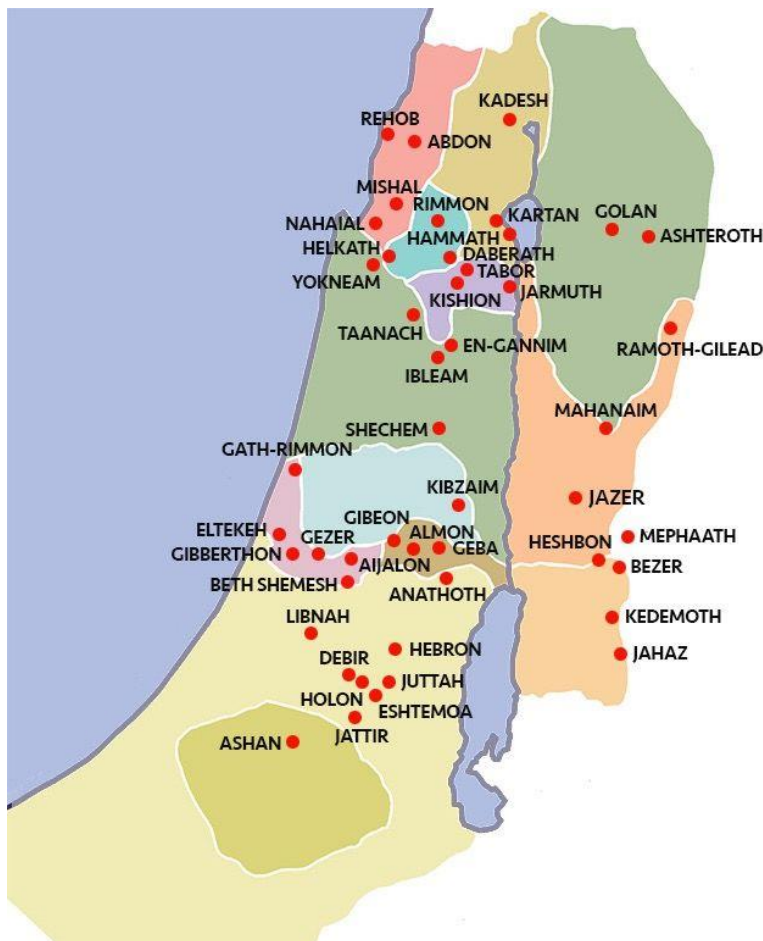 KADESH
REHOB
ABDON
MISHAL
RIMMON
KARTAN
GOLAN
NAHAIAL
HAMMATH
ASHTEROTH
HELKATH
DABERATH
YOKNEAM
TABOR
KISHION
JARMUTH
TAANACH
EN-GANNIM
RAMOTH-GILEAD
IBLEAM
MAHANAIM
SHECHEM
GATH-RIMMON
KIBZAIM
JAZER
GIBEON
ELTEKEH
GEZER
ALMON
HESHBON
MEPHAATH
GIBBERTHON
AIJALON
GEBA
BEZER
BETH SHEMESH
ANATHOTH
LIBNAH
KEDEMOTH
HEBRON
JAHAZ
DEBIR
JUTTAH
HOLON
ESHTEMOA
JATTIR
ASHAN